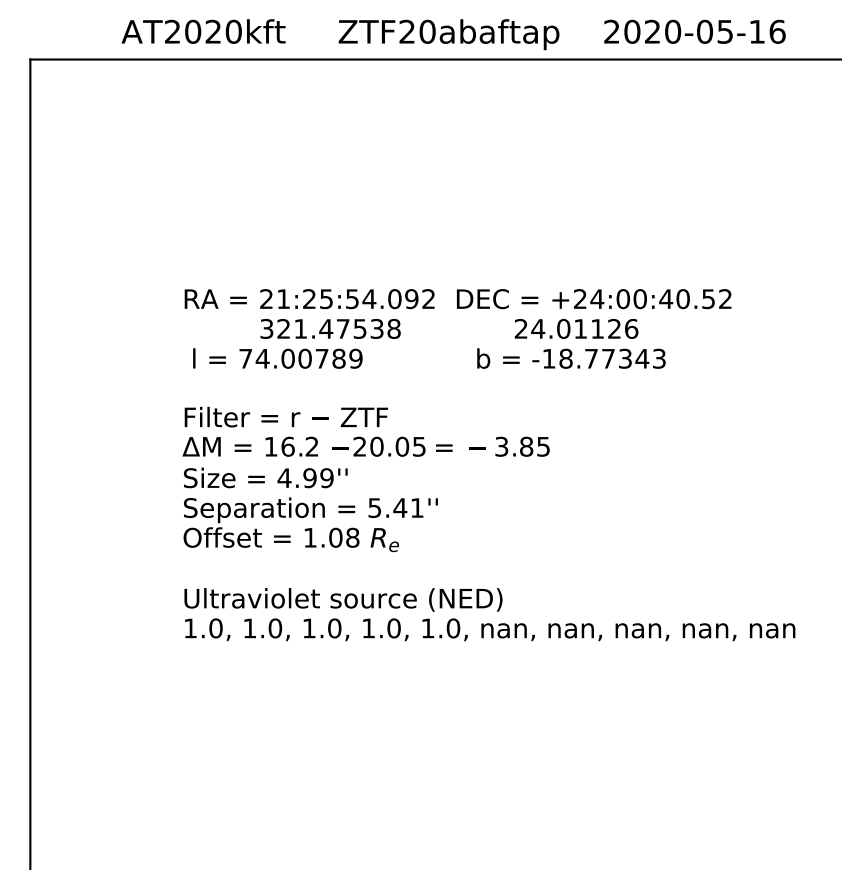 AT2020kft ZTF20abaftap 2020-05-16
RA = 21:25:54.092 DEC = +24:00:40.52
321.47538 24.01126
l = 74.00789 b = -18.77343
Filter = r − ZTF
ΔM = 16.2 −20.05 = − 3.85
Size = 4.99''
Separation = 5.41''
Offset = 1.08 Re
Ultraviolet source (NED)
1.0, 1.0, 1.0, 1.0, 1.0, nan, nan, nan, nan, nan